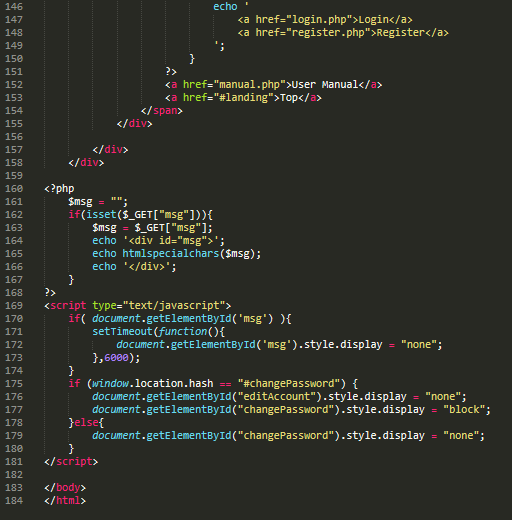 146 echo '
147 <a href="login.php">Login</a>
148 <a href="register.php">Register</a>
149 ';
150 }
151 ?>
152 <a href="manual.php">User Manual</a>
153 <a href="#landing">Top</a>
154 </span>
155 </div>
156
157 </div>
158 </div>
159
160 <?php
161 $msg = "";
162 if(isset($_GET["msg"])){
163 $msg = $_GET["msg"];
164 echo '<div id="msg">';
165 echo htmlspecialchars($msg);
166 echo '</div>';
167 }
168 ?>
169 <script type="text/javascript">
170 if( document.getElementById('msg') ){
171 setTimeout(function(){
172 document.getElementById('msg').style.display = "none";
173 },6000);
174 }
175 if (window.location.hash == "#changePassword") {
176 document.getElementById("editAccount").style.display = "none";
177 document.getElementById("changePassword").style.display = "block";
178 }else{
179 document.getElementById("changePassword").style.display = "none";
180 }
181 </script>
182
183 </body>
184 </html>